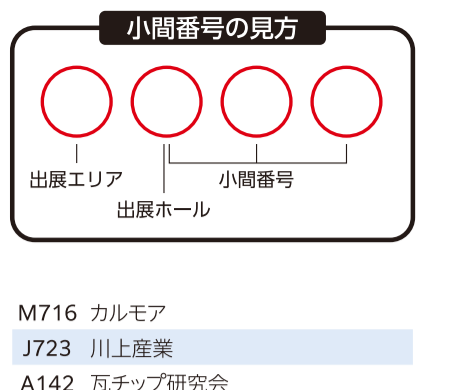 小間番号の見方
出展エリア
小間番号
出展ホール
M716 カルモア
J723 川上産業
A142 瓦チップ研究会